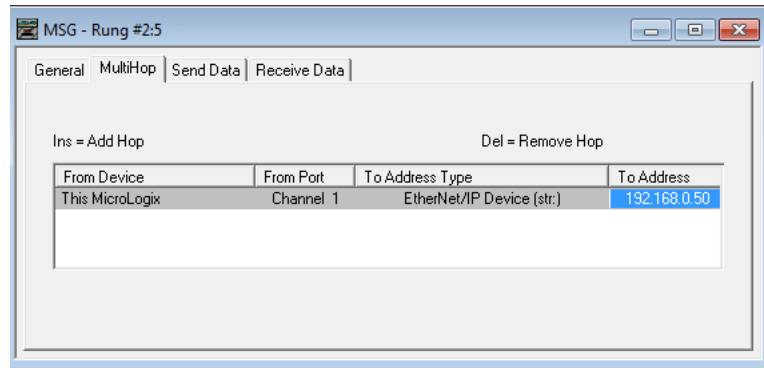 MSG - Rung #2:5
General MultiHop Send Data Receive Data
Ins = Add Hop Del = Remove Hop
From Device From Port To Address Type To Address
This MicroLogix Channel 1 EtherNet/IP Device (str:) 192.168.0.50